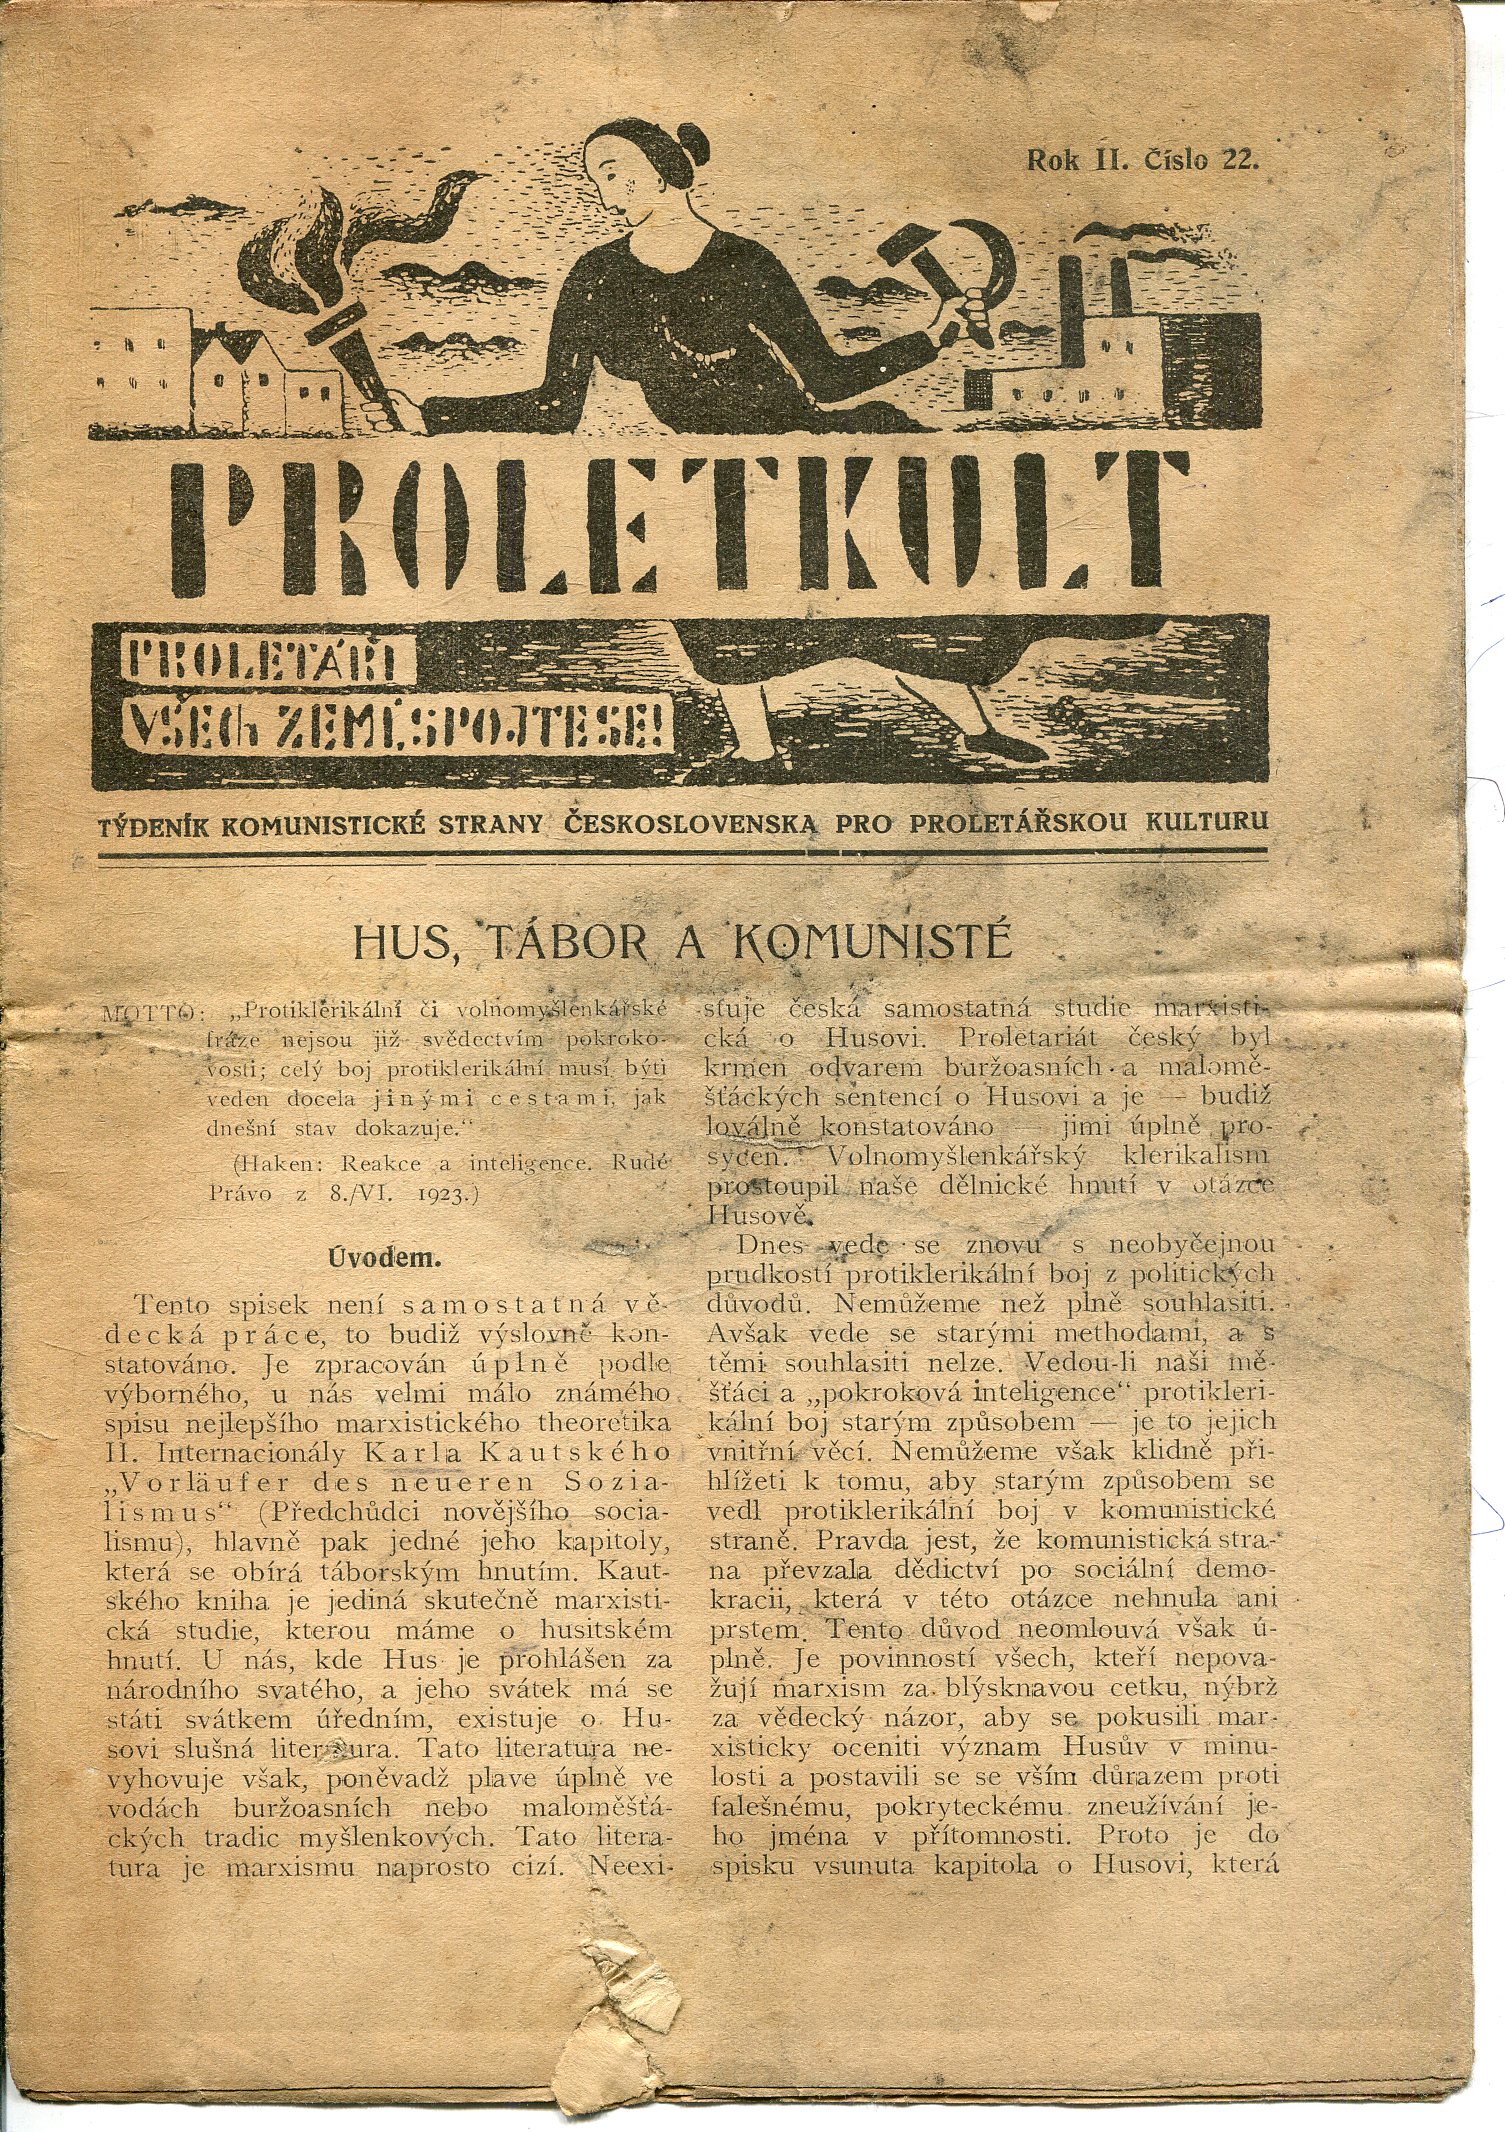 Rok II. Číslo 22.
PROLETKULT
PROLETÁŘI
VŠECH ZEMÍ, SPOJTE SE!
TÝDENÍK KOMUNISTICKÉ STRANY ČESKOSLOVENSKA PRO PROLETÁŘSKOU KULTURU
HUS, TÁBOR A KOMUNISTÉ
MOTTO: „Protiklerikální či volnomyšlenkářské
fráze nejsou již svědectvím pokroko-
vosti; celý boj protiklerikální musí býti
veden docela jinými cestami, jak
dnešní stav dokazuje.“
(Haken: Reakce a inteligence. Rudé
Právo z 8./VI. 1923.)
Úvodem.
Tento spisek není samostatná vě-
decká práce, to budiž výslovně kon-
statováno. Je zpracován úplně podle
výborného, u nás velmi málo známého
spisu nejlepšího marxistického theoretika
II. Internacionály Karla Kautského
„Vorläufer des neueren Sozia-
lismus“ (Předchůdci novějšího socia-
lismu), hlavně pak jedné jeho kapitoly,
která se obírá táborským hnutím. Kaut-
ského kniha je jediná skutečně marxisti-
cká studie, kterou máme o husitském
hnutí. U nás, kde Hus je prohlášen za
národního svatého, a jeho svátek má se
státi svátkem úředním, existuje o Hu-
sovi slušná literatura. Tato literatura ne-
vyhovuje však, poněvadž plave úplně ve
vodách buržoasních nebo maloměšťá-
ckých tradic myšlenkových. Tato litera-
tura je marxismu naprosto cizí. Neexi-
stuje česká samostatná studie marxisti-
cká o Husovi. Proletariát český byl
krmen odvarem buržoasních a malomě-
šťáckých sentencí o Husovi a je — budiž
loválně konstatováno — jimi úplně pro-
sycen. Volnomyšlenkářský klerikalism
prostoupil naše dělnické hnutí v otázce
Husově.
Dnes vede se znovu s neobyčejnou
prudkostí protiklerikální boj z politických
důvodů. Nemůžeme než plně souhlasiti.
Avšak vede se starými methodami, a s
těmi souhlasiti nelze. Vedou-li naši mě-
šťáci a „pokroková inteligence“ protikleri-
kální boj starým způsobem — je to jejich
vnitřní věcí. Nemůžeme však klidně při-
hlížeti k tomu, aby starým způsobem se
vedl protiklerikální boj v komunistické
straně. Pravda jest, že komunistická stra-
na převzala dědictví po sociální demo-
kracii, která v této otázce nehnula ani
prstem. Tento důvod neomlouvá však ú-
plně. Je povinností všech, kteří nepova-
žují marxism za blýsknavou cetku, nýbrž
za vědecký názor, aby se pokusili mar-
xisticky oceniti význam Husův v minu-
losti a postavili se se vším důrazem proti
falešnému, pokryteckému zneužívání je-
ho jména v přítomnosti. Proto je do
spisku vsunuta kapitola o Husovi, která